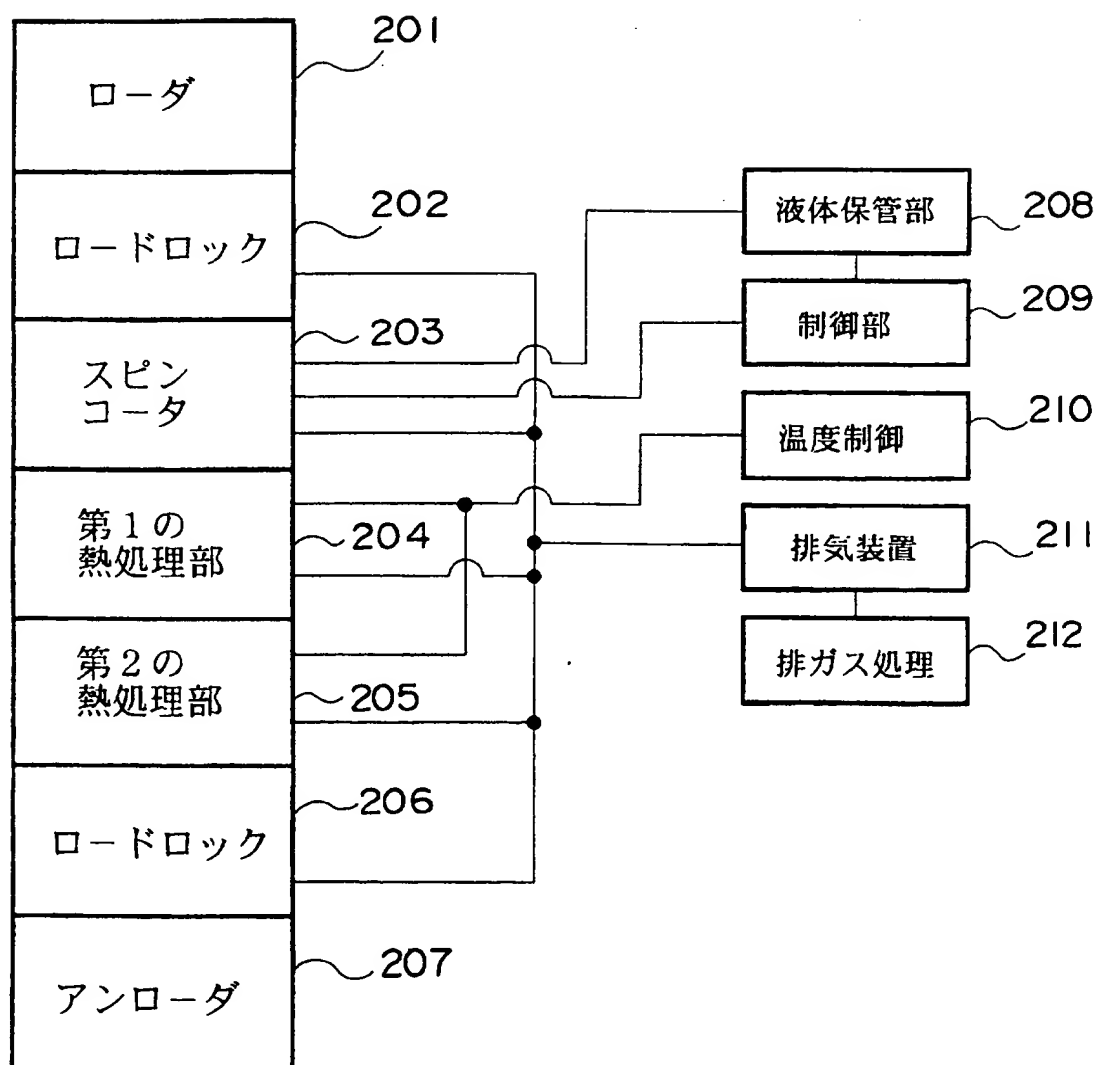 201
ローダ
202
ロードロック
203
スピン
コータ
第1の
熱処理部
204
第2の
熱処理部
205
206
ロードロック
207
アンローダ
液体保管部
208
制御部
209
温度制御
210
排気装置
211
排ガス処理
212